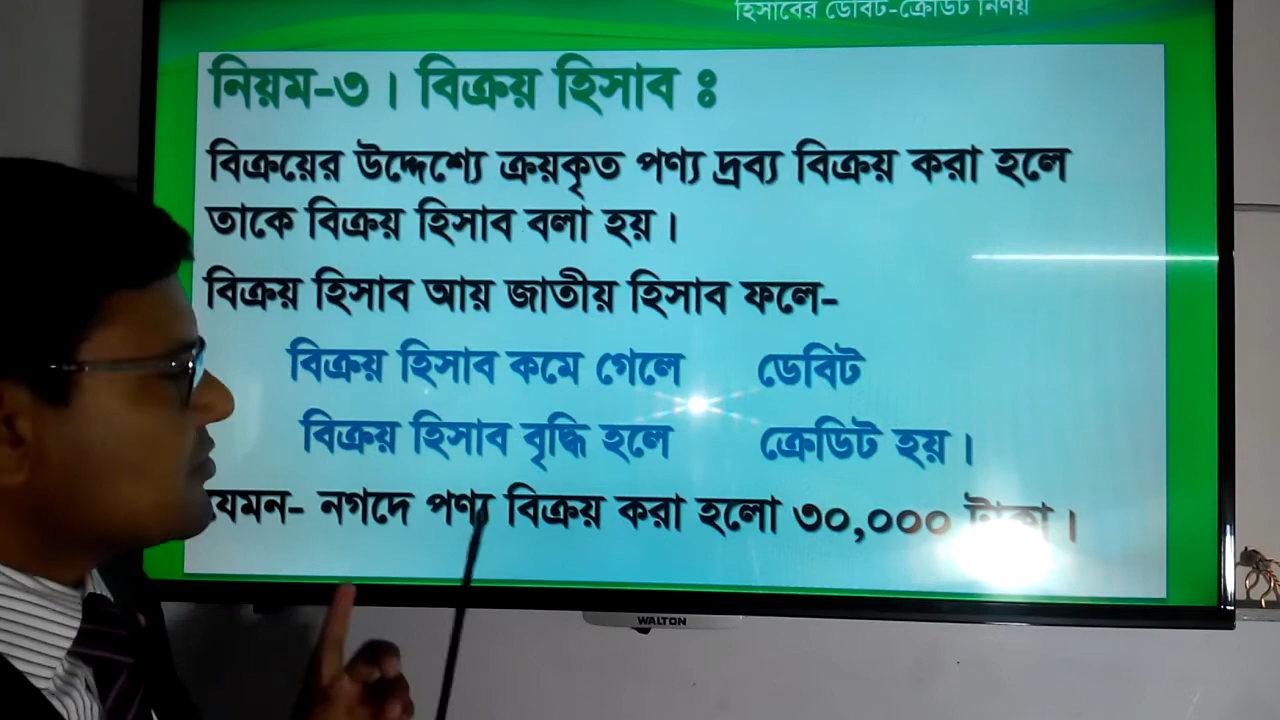 হিসাবের ডেবিট-ক্রেডিট নির্ণয়
নিয়ম-৩। বিক্রয় হিসাব ঃ
বিক্রয়ের উদ্দেশ্যে ক্রয়কৃত পণ্য দ্রব্য বিক্রয় করা হলে
তাকে বিক্রয় হিসাব বলা হয়।
বিক্রয় হিসাব আয় জাতীয় হিসাব ফলে-
বিক্রয় হিসাব কমে গেলে ডেবিট
বিক্রয় হিসাব বৃদ্ধি হলে ক্রেডিট হয়।
যেমন- নগদে পণ্য বিক্রয় করা হলো ৩০,০০০ টাকা।
WALTON